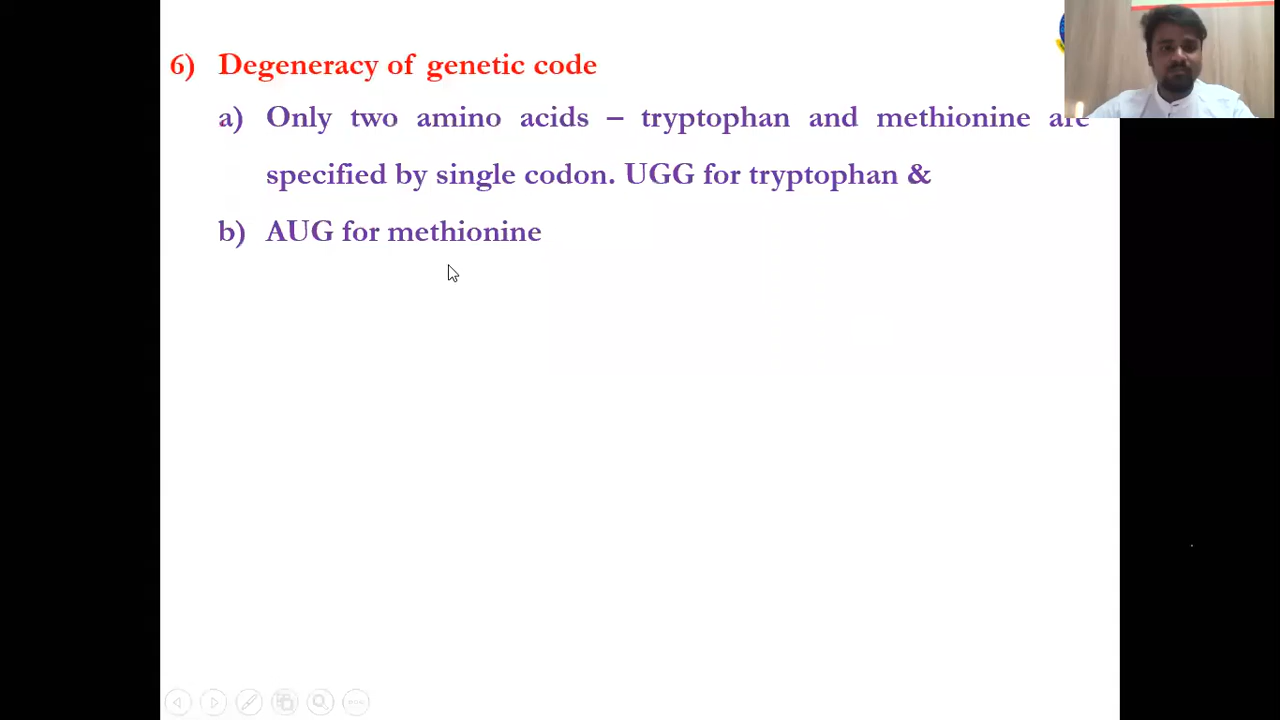 6) Degeneracy of genetic code
a) Only two amino acids – tryptophan and methionine are
specified by single codon. UGG for tryptophan &
b) AUG for methionine